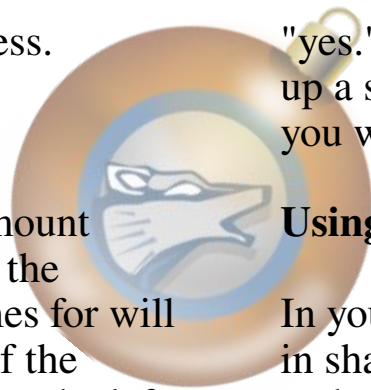 ess.
mount
the
nes for will
f the
"yes."
up a s
you w
Using
In you
in sha